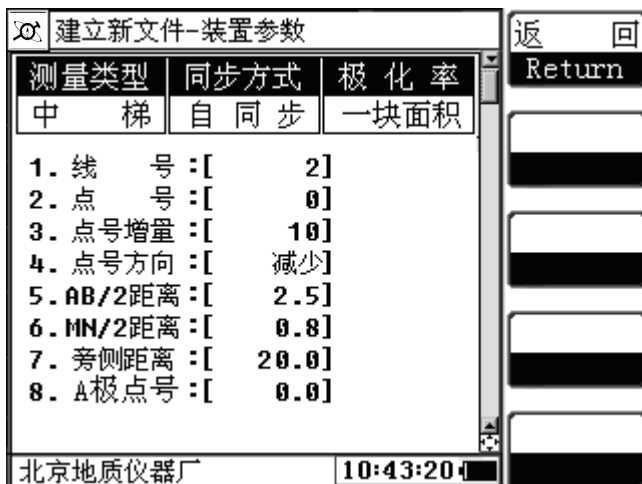 建立新文件-装置参数
返 回
Return
测量类型 同步方式 极 化 率
中 梯 自 同 步 一块面积
1. 线 号:[ 2]
2. 点 号:[ 0]
3. 点号增量:[ 10]
4. 点号方向:[ 减少]
5.AB/2距离:[ 2.5]
6.MN/2距离:[ 0.8]
7. 旁侧距离:[ 20.0]
8. A极点号:[ 0.0]
北京地质仪器厂 10:43:20